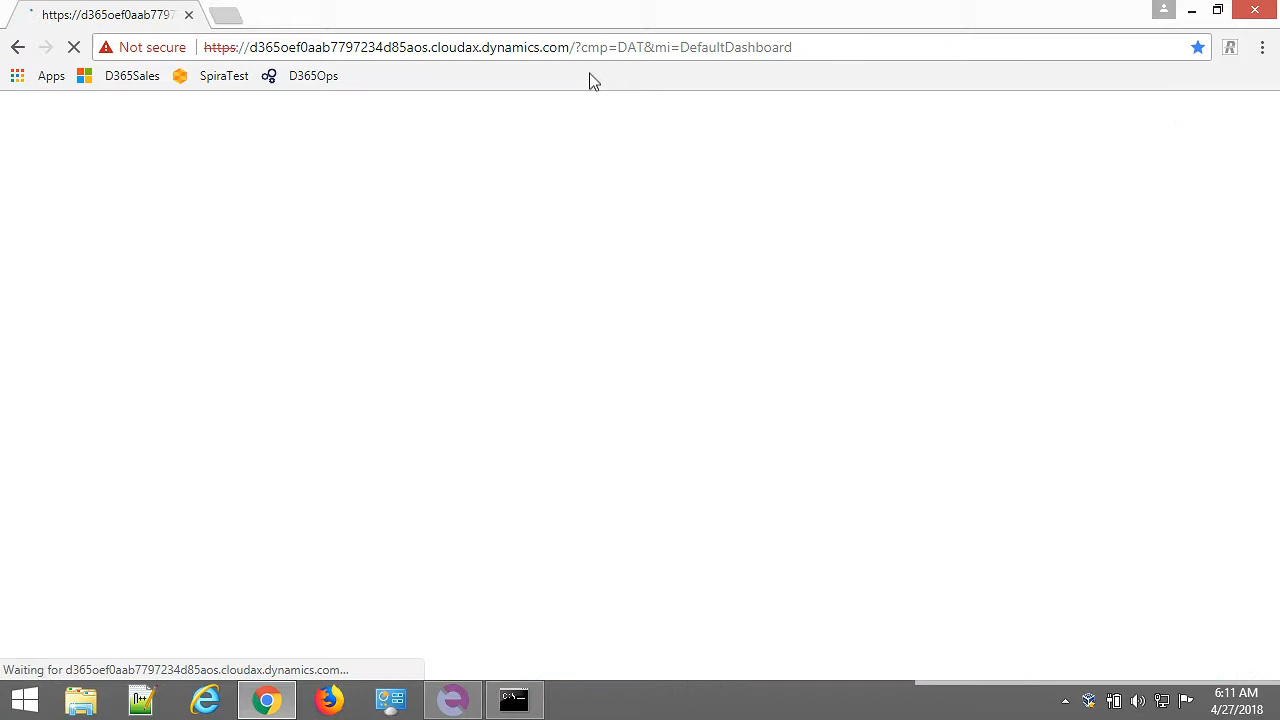 https://d365oef0aab7797
Not secure https://d365oef0aab7797234d85aos.cloudax.dynamics.com/?cmp=DAT&mi=DefaultDashboard
Apps D365Sales SpiraTest D365Ops
Waiting for d365oef0aab7797234d85aos.cloudax.dynamics.com...
6:11 AM
4/27/2018